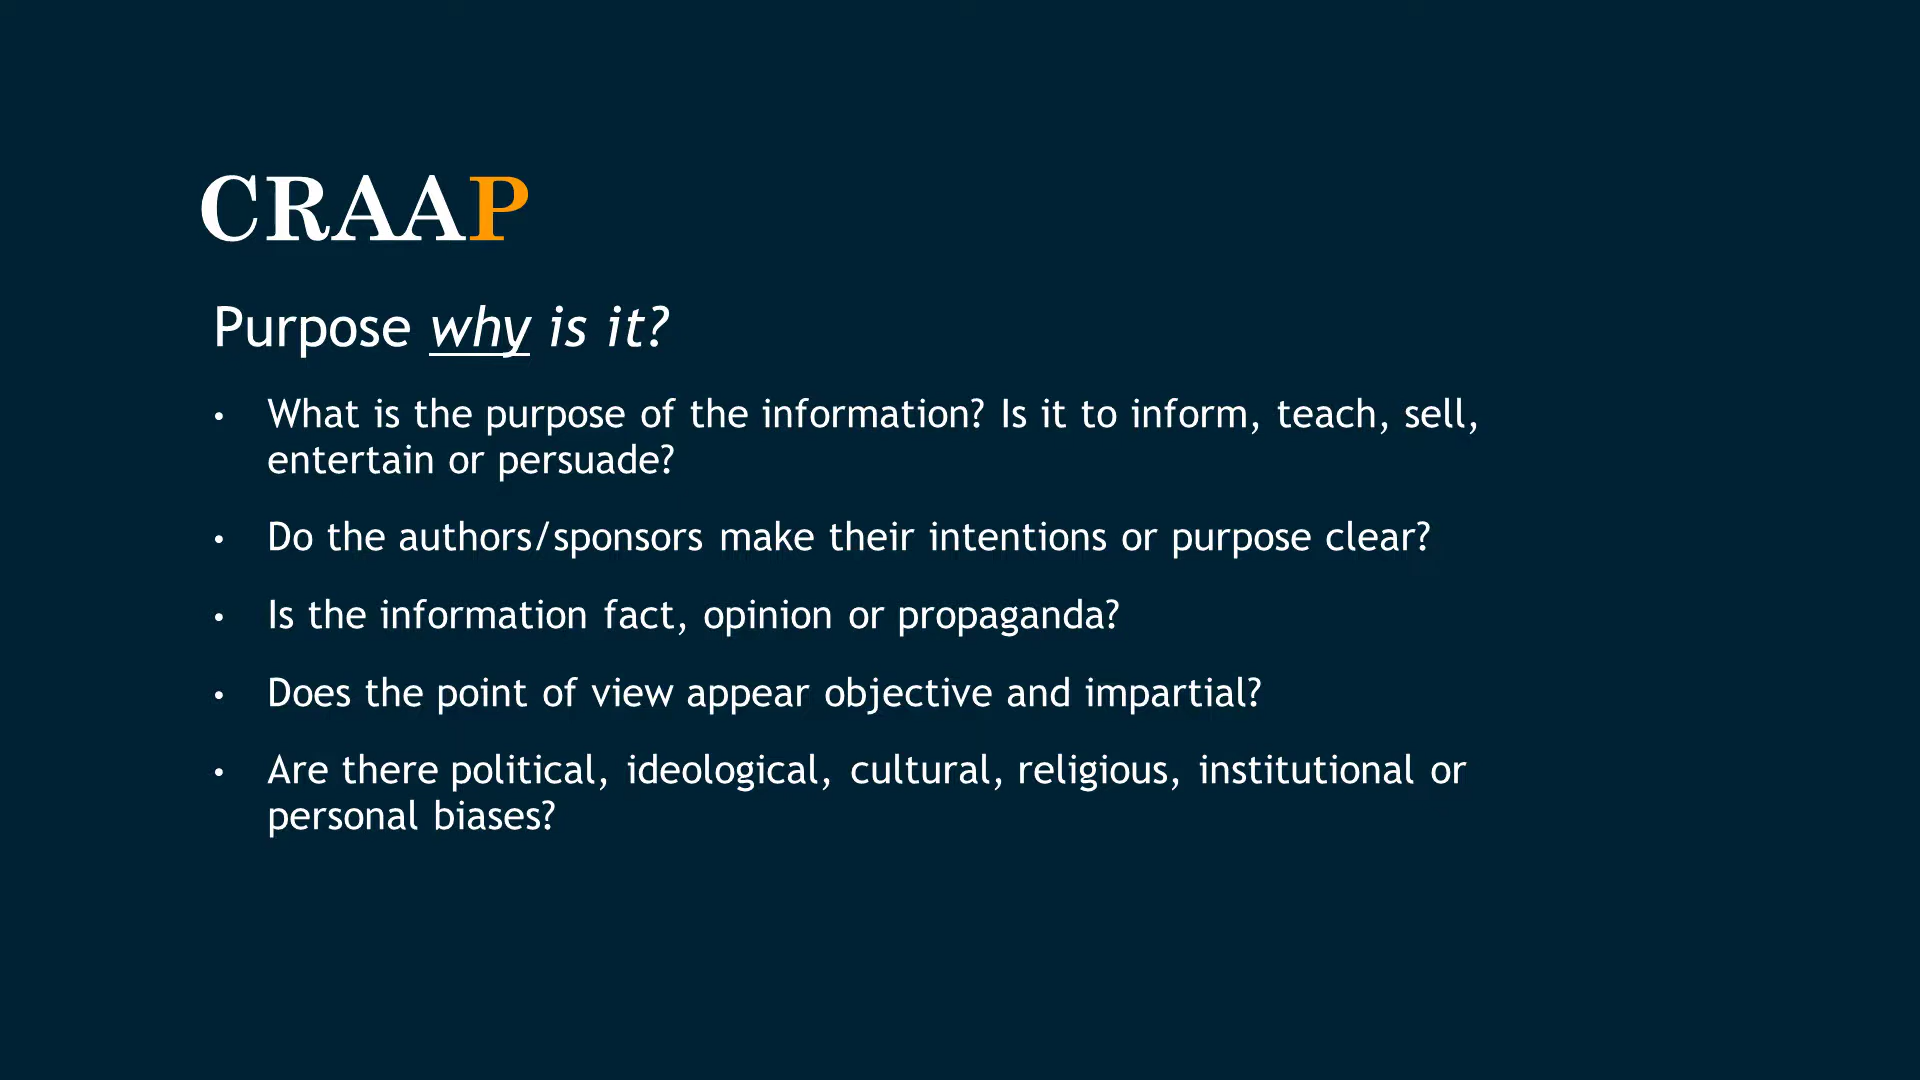 CRAAP
Purpose why is it?
• What is the purpose of the information? Is it to inform, teach, sell,
entertain or persuade?
• Do the authors/sponsors make their intentions or purpose clear?
• Is the information fact, opinion or propaganda?
• Does the point of view appear objective and impartial?
• Are there political, ideological, cultural, religious, institutional or
personal biases?